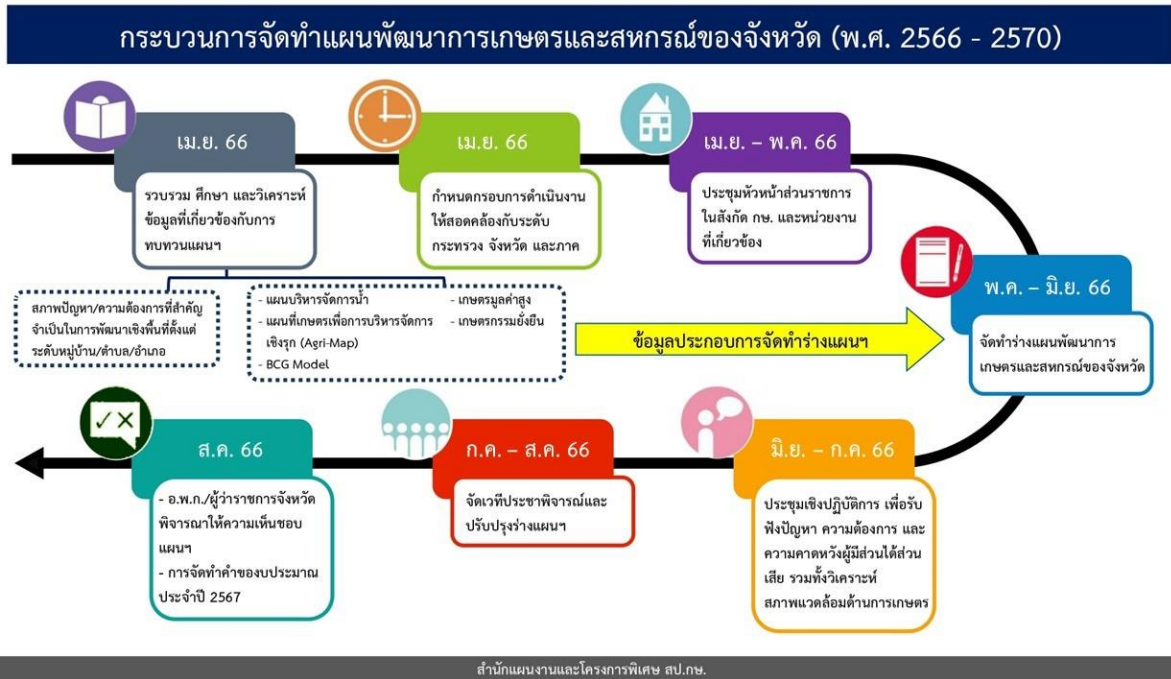 กระบวนการจัดทำแผนพัฒนาการเกษตรและสหกรณ์ของจังหวัด (พ.ศ. 2566 - 2570)
เม.ย. 66
รวบรวม ศึกษา และวิเคราะห์
ข้อมูลที่เกี่ยวข้องกับการ
ทบทวนแผนฯ
เม.ย. 66
กำหนดกรอบการดำเนินงาน
ให้สอดคล้องกับระดับ
กระทรวง จังหวัด และภาค
เม.ย. – พ.ค. 66
ประชุมหัวหน้าส่วนราชการ
ในสังกัด กษ. และหน่วยงาน
ที่เกี่ยวข้อง
สภาพปัญหา/ความต้องการที่สำคัญ
จำเป็นในการพัฒนาเชิงพื้นที่ตั้งแต่
ระดับหมู่บ้าน/ตำบล/อำเภอ
- แผนบริหารจัดการน้ำ
- แผนที่เกษตรเพื่อการบริหารจัดการ
เชิงรุก (Agri-Map)
- BCG Model
- เกษตรมูลค่าสูง
- เกษตรกรรมยั่งยืน
ข้อมูลประกอบการจัดทำร่างแผนฯ
พ.ค. – มิ.ย. 66
จัดทำร่างแผนพัฒนาการ
เกษตรและสหกรณ์ของจังหวัด
มิ.ย. – ก.ค. 66
ประชุมเชิงปฏิบัติการ เพื่อรับ
ฟังปัญหา ความต้องการ และ
ความคาดหวังผู้มีส่วนได้ส่วน
เสีย รวมทั้งวิเคราะห์
สภาพแวดล้อมด้านการเกษตร
ก.ค. – ส.ค. 66
จัดเวทีประชาพิจารณ์และ
ปรับปรุงร่างแผนฯ
ส.ค. 66
- อ.พ.ก./ผู้ว่าราชการจังหวัด
พิจารณาให้ความเห็นชอบ
แผนฯ
- การจัดทำคำของบประมาณ
ประจำปี 2567
สำนักแผนงานและโครงการพิเศษ สป.กษ.